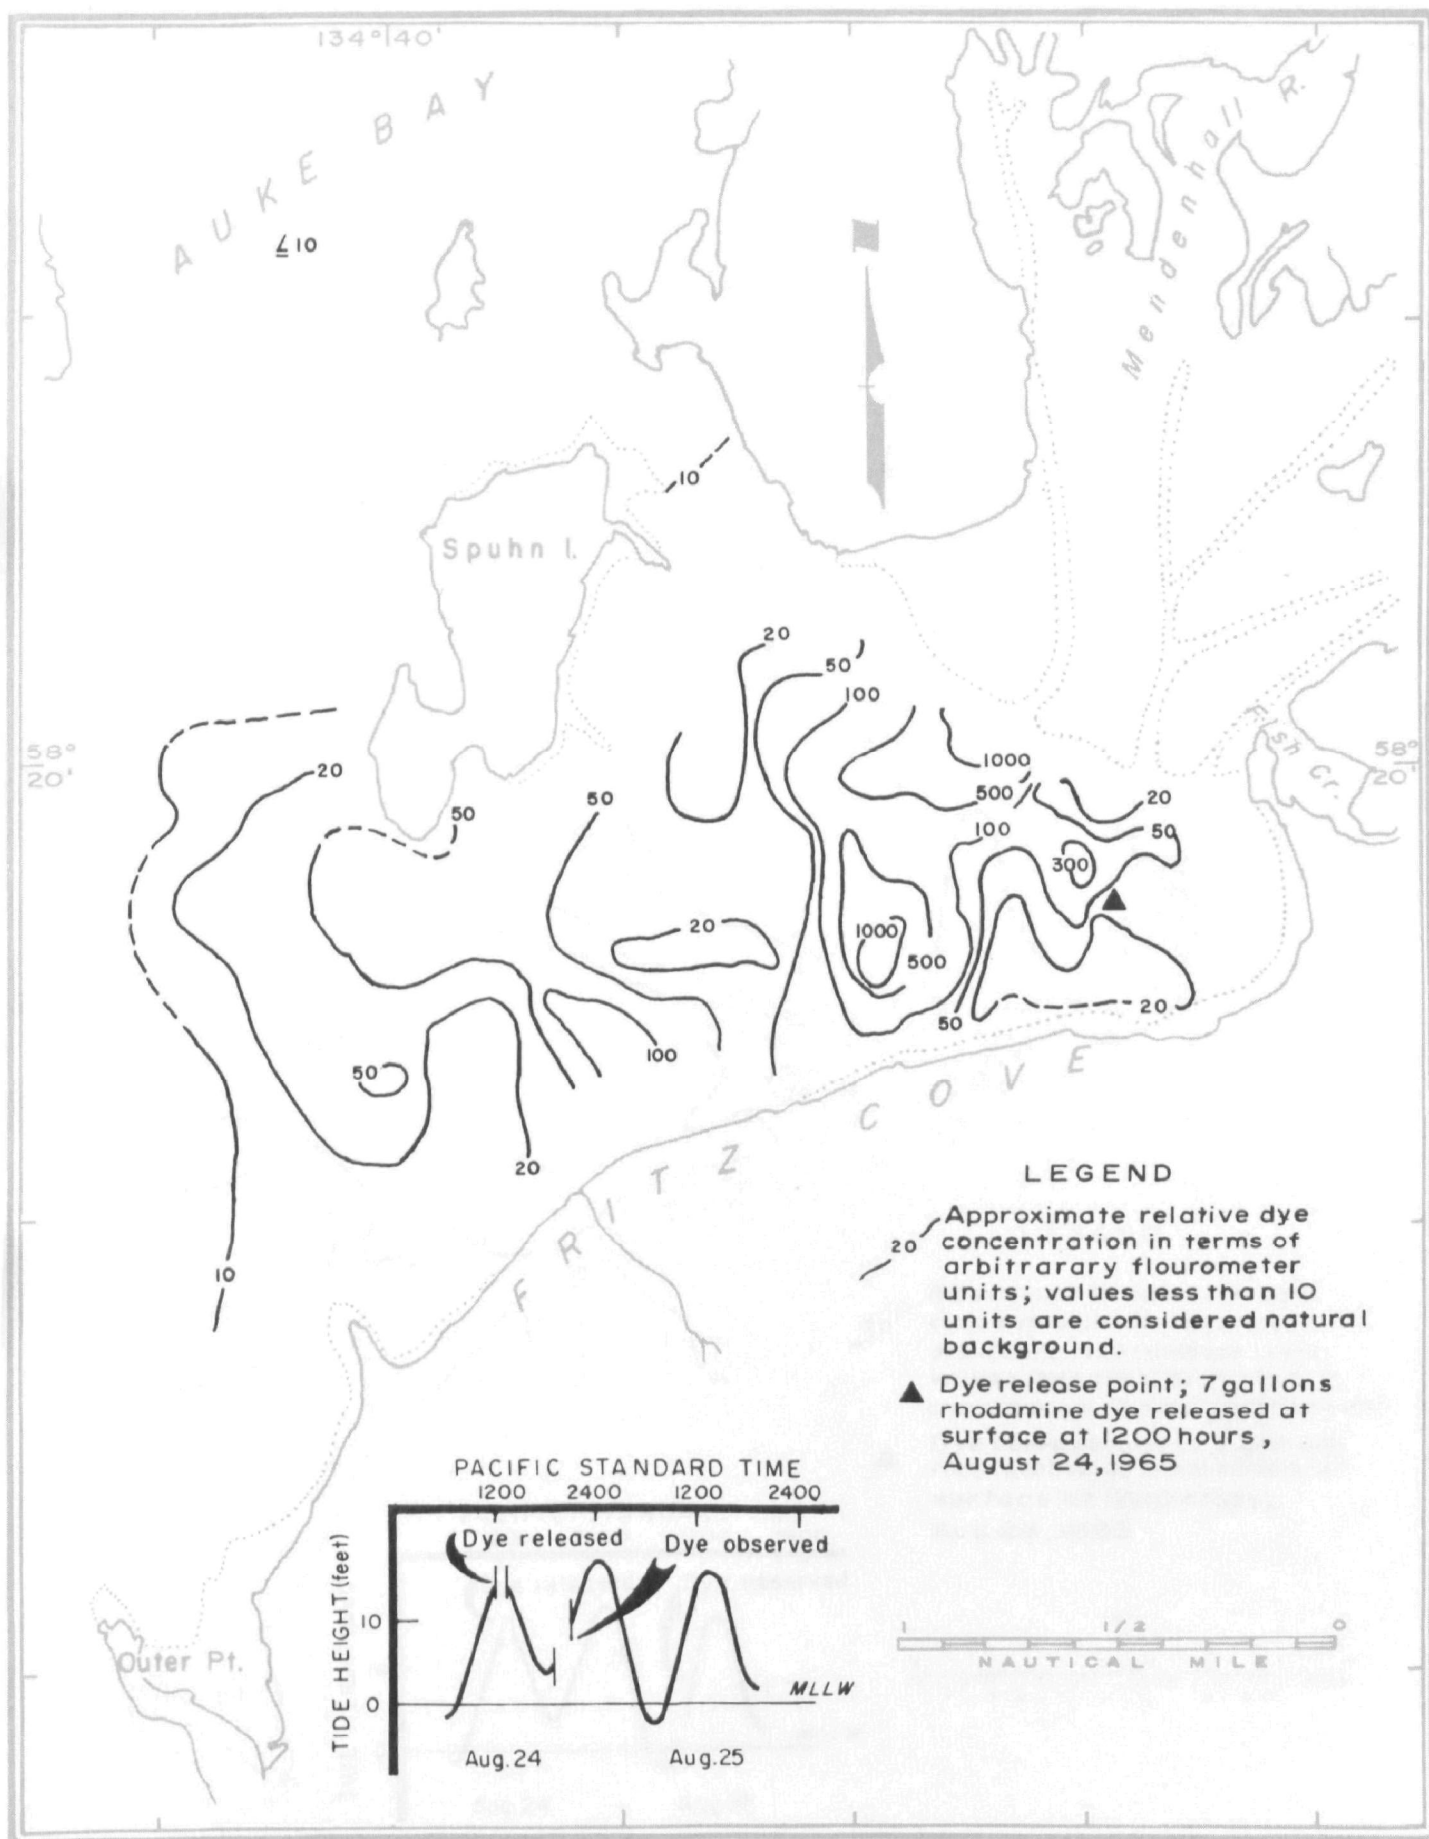 134° 40'
AUKE BAY
∠ 10
Mendenhall R.
10
Spuhn I.
20
50
100
58°
20'
Fish Cr.
58°
20'
1000
500
20
20
50
50
100
50
300
20
1000
500
50
20
100
50
20
10
FRITZ COVE
LEGEND
20
Approximate relative dye
concentration in terms of
arbitrarary flourometer
units; values less than 10
units are considered natural
background.
Dye release point; 7 gallons
rhodamine dye released at
surface at 1200 hours,
August 24, 1965
PACIFIC STANDARD TIME
1200 2400 1200 2400
Dye released Dye observed
TIDE HEIGHT (feet)
10
0
MLLW
Aug. 24 Aug. 25
Outer Pt.
1 1/2 0
NAUTICAL MILE